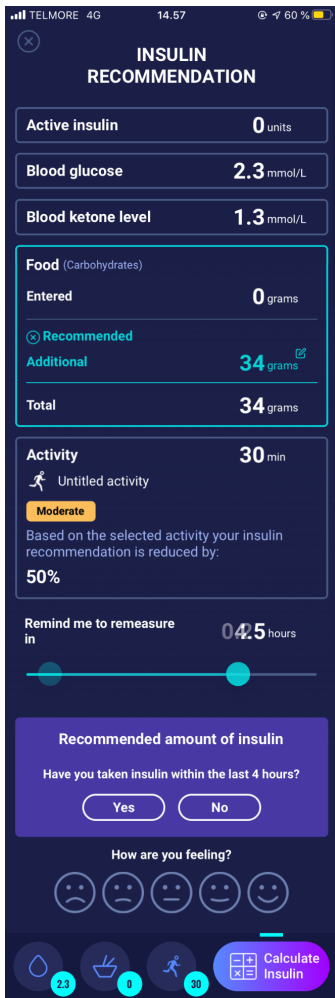 TELMORE 4G 14.57 60 %
INSULIN
RECOMMENDATION
Active insulin 0 units
Blood glucose 2.3 mmol/L
Blood ketone level 1.3 mmol/L
Food (Carbohydrates)
Entered 0 grams
Recommended
Additional 34 grams
Total 34 grams
Activity 30 min
Untitled activity
Moderate
Based on the selected activity your insulin
recommendation is reduced by:
50%
Remind me to remeasure
in
hours
Recommended amount of insulin
Have you taken insulin within the last 4 hours?
Yes No
How are you feeling?
2.3 0 30
Calculate
Insulin